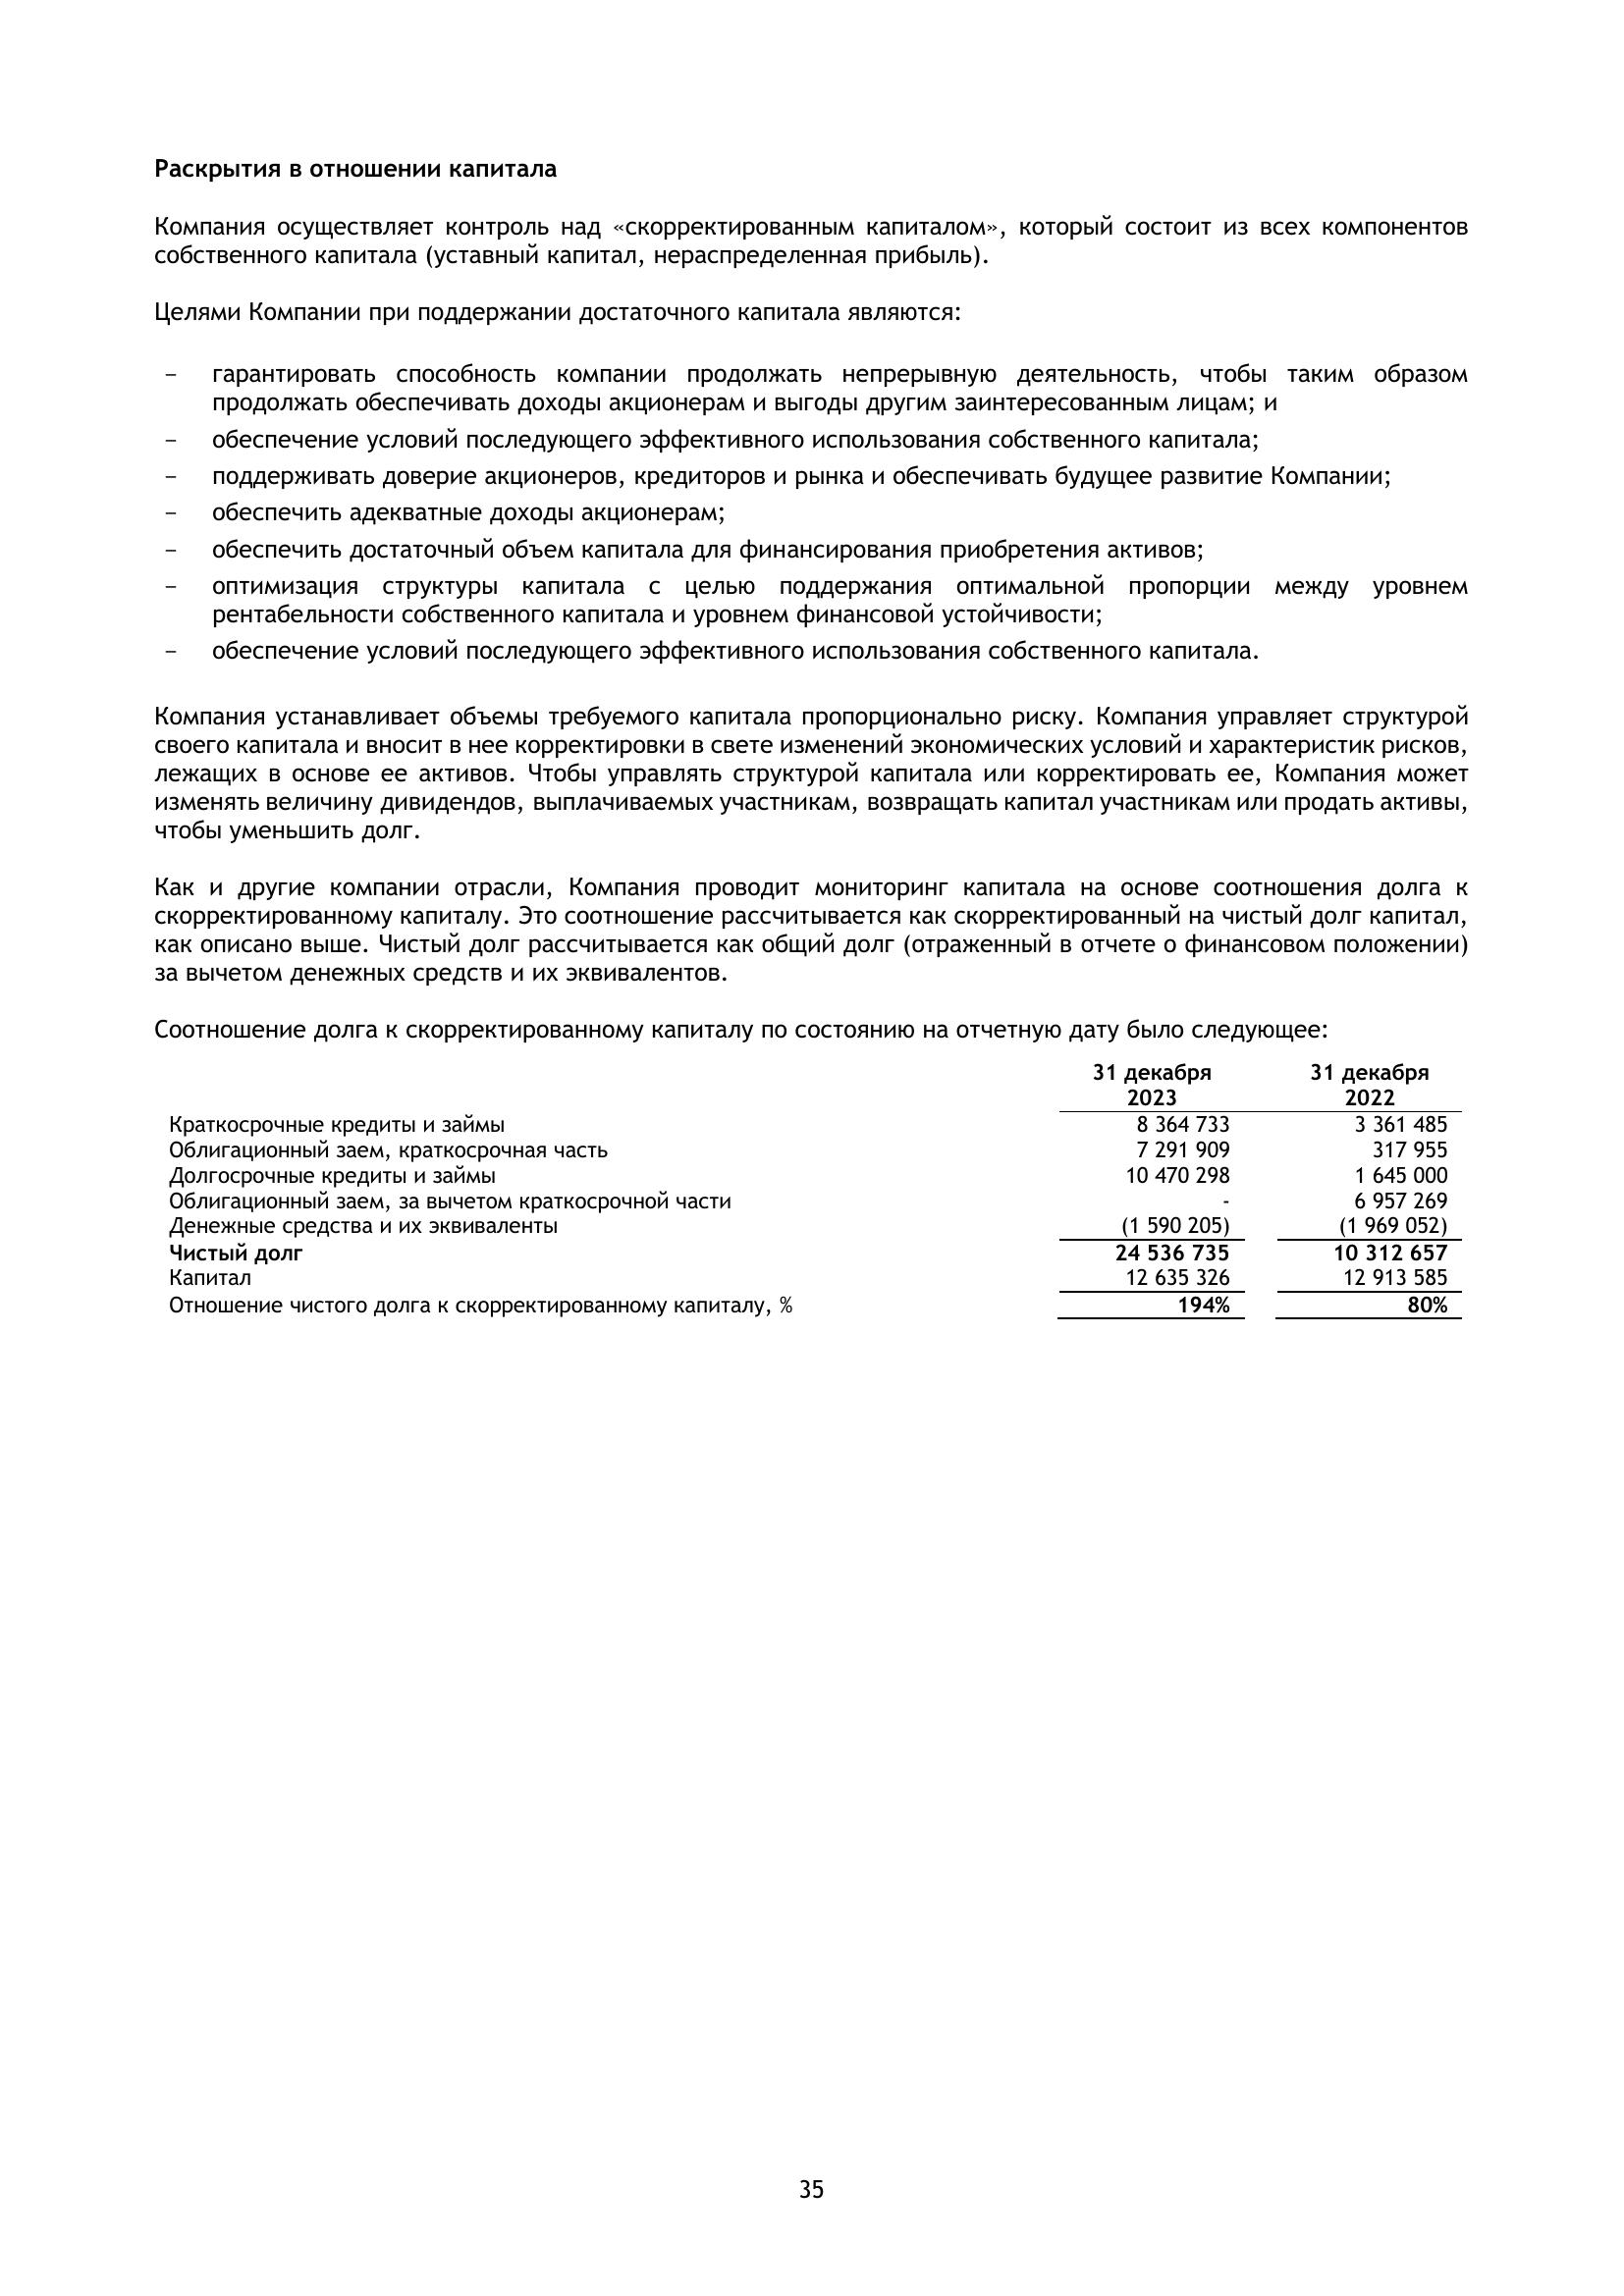 Раскрытия в отношении капитала
Компания осуществляет контроль над «скорректированным капиталом», который состоит из всех компонентов
собственного капитала (уставный капитал, нераспределенная прибыль).
Целями Компании при поддержании достаточного капитала являются:
– гарантировать способность компании продолжать непрерывную деятельность, чтобы таким образом
продолжать обеспечивать доходы акционерам и выгоды другим заинтересованным лицам; и
– обеспечение условий последующего эффективного использования собственного капитала;
– поддерживать доверие акционеров, кредиторов и рынка и обеспечивать будущее развитие Компании;
– обеспечить адекватные доходы акционерам;
– обеспечить достаточный объем капитала для финансирования приобретения активов;
– оптимизация структуры капитала с целью поддержания оптимальной пропорции между уровнем
рентабельности собственного капитала и уровнем финансовой устойчивости;
– обеспечение условий последующего эффективного использования собственного капитала.
Компания устанавливает объемы требуемого капитала пропорционально риску. Компания управляет структурой
своего капитала и вносит в нее корректировки в свете изменений экономических условий и характеристик рисков,
лежащих в основе ее активов. Чтобы управлять структурой капитала или корректировать ее, Компания может
изменять величину дивидендов, выплачиваемых участникам, возвращать капитал участникам или продать активы,
чтобы уменьшить долг.
Как и другие компании отрасли, Компания проводит мониторинг капитала на основе соотношения долга к
скорректированному капиталу. Это соотношение рассчитывается как скорректированный на чистый долг капитал,
как описано выше. Чистый долг рассчитывается как общий долг (отраженный в отчете о финансовом положении)
за вычетом денежных средств и их эквивалентов.
Соотношение долга к скорректированному капиталу по состоянию на отчетную дату было следующее:
31 декабря 31 декабря
2023 2022
Краткосрочные кредиты и займы 8 364 733 3 361 485
Облигационный заем, краткосрочная часть 7 291 909 317 955
Долгосрочные кредиты и займы 10 470 298 1 645 000
Облигационный заем, за вычетом краткосрочной части - 6 957 269
Денежные средства и их эквиваленты (1 590 205) (1 969 052)
Чистый долг 24 536 735 10 312 657
Капитал 12 635 326 12 913 585
Отношение чистого долга к скорректированному капиталу, % 194% 80%
35